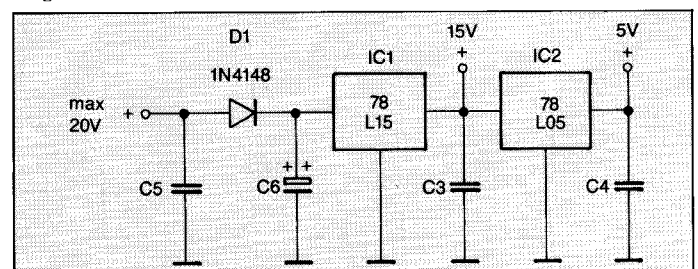 D1
1N4148
max
20V
+
C5
+ +
C6
IC1
78
L15
15V
+
C3
IC2
78
L05
5V
+
C4